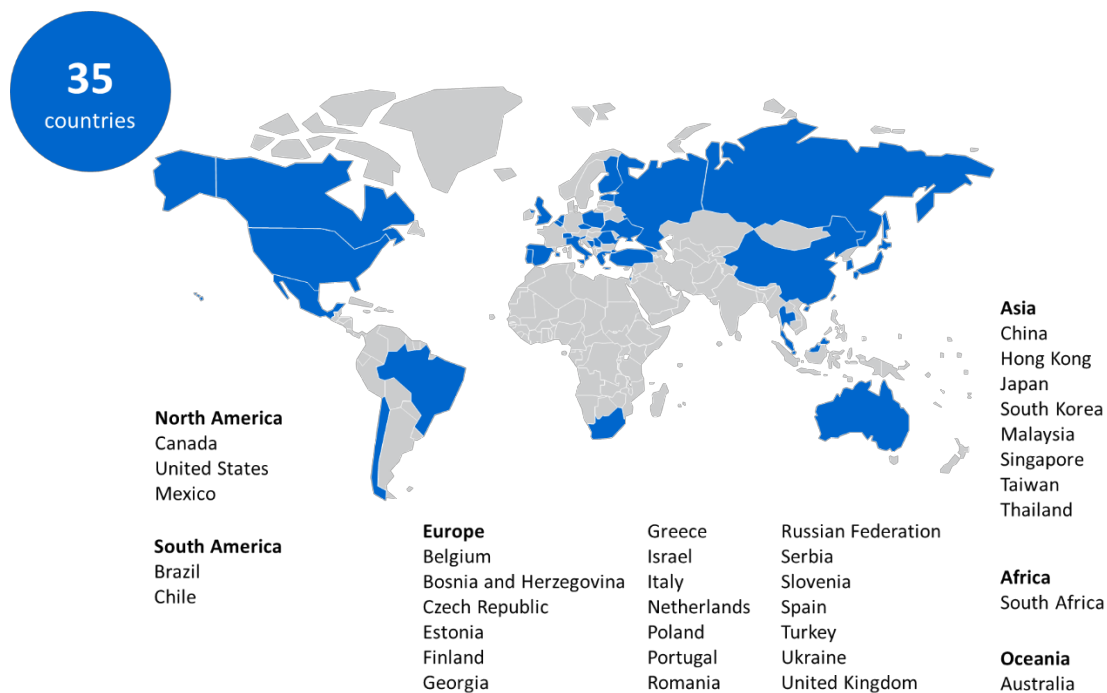 35
countries
North America
Canada
United States
Mexico
South America
Brazil
Chile
Europe
Belgium
Bosnia and Herzegovina
Czech Republic
Estonia
Finland
Georgia
Greece
Israel
Italy
Netherlands
Poland
Portugal
Romania
Russian Federation
Serbia
Slovenia
Spain
Turkey
Ukraine
United Kingdom
Asia
China
Hong Kong
Japan
South Korea
Malaysia
Singapore
Taiwan
Thailand
Africa
South Africa
Oceania
Australia